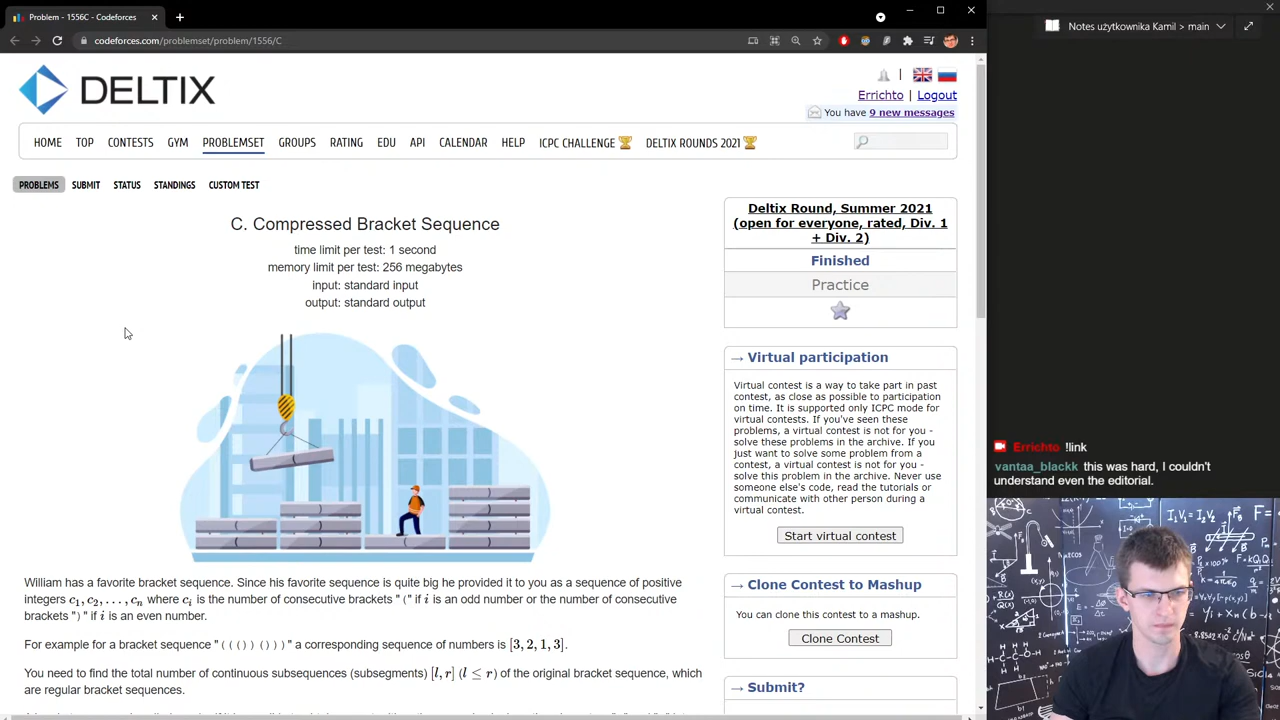 Problem - 1556C - Codeforces
codeforces.com/problemset/problem/1556/C
Notes użytkownika Kamil > main
DELTIX
Errichto | Logout
You have 9 new messages
HOME TOP CONTESTS GYM PROBLEMSET GROUPS RATING EDU API CALENDAR HELP ICPC CHALLENGE DELTIX ROUNDS 2021
PROBLEMS SUBMIT STATUS STANDINGS CUSTOM TEST
C. Compressed Bracket Sequence
time limit per test: 1 second
memory limit per test: 256 megabytes
input: standard input
output: standard output
William has a favorite bracket sequence. Since his favorite sequence is quite big he provided it to you as a sequence of positive
integers c1, c2, ..., cn where ci is the number of consecutive brackets "(" if i is an odd number or the number of consecutive
brackets ")" if i is an even number.
For example for a bracket sequence "((())()))" a corresponding sequence of numbers is [3, 2, 1, 3].
You need to find the total number of continuous subsequences (subsegments) [l, r] (l ≤ r) of the original bracket sequence, which
are regular bracket sequences.
Deltix Round, Summer 2021
(open for everyone, rated, Div. 1
+ Div. 2)
Finished
Practice
→ Virtual participation
Virtual contest is a way to take part in past
contest, as close as possible to participation
on time. It is supported only ICPC mode for
virtual contests. If you've seen these
problems, a virtual contest is not for you -
solve these problems in the archive. If you
just want to solve some problem from a
contest, a virtual contest is not for you -
solve this problem in the archive. Never use
someone else's code, read the tutorials or
communicate with other person during a
virtual contest.
Start virtual contest
→ Clone Contest to Mashup
You can clone this contest to a mashup.
Clone Contest
→ Submit?
Errichto !link
vantaa_blackk this was hard, I couldn't
understand even the editorial.